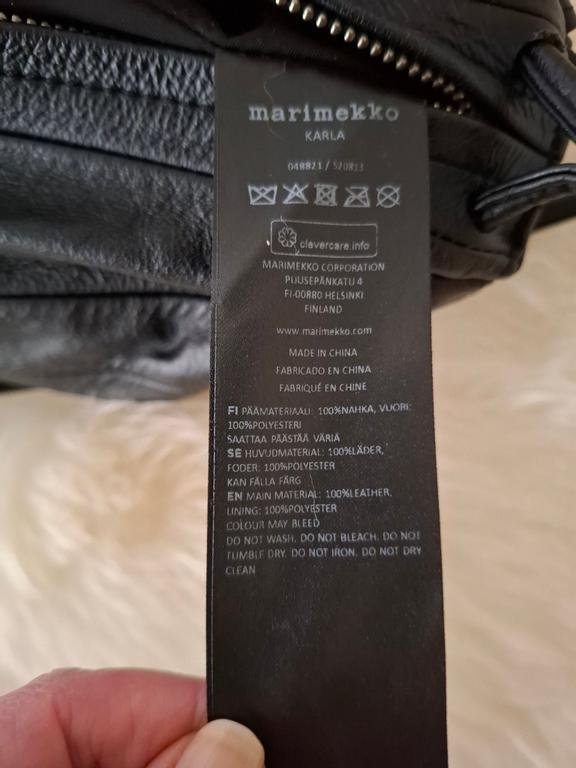 marimekko
KARLA
048821 / 520813
clevercare.info
MARIMEKKO CORPORATION
PUUSEPÄNKATU 4
FI-00880 HELSINKI
FINLAND
www.marimekko.com
MADE IN CHINA
FABRICADO EN CHINA
FABRIQUÉ EN CHINE
FI PÄÄMATERIAALI: 100%NAHKA, VUORI:
100%POLYESTERI
SAATTAA PÄÄSTÄÄ VÄRIÄ
SE HUVUDMATERIAL: 100%LÄDER,
FODER: 100%POLYESTER
KAN FÄLLA FÄRG
EN MAIN MATERIAL: 100%LEATHER,
LINING: 100%POLYESTER
COLOUR MAY BLEED
DO NOT WASH. DO NOT BLEACH. DO NOT
TUMBLE DRY. DO NOT IRON. DO NOT DRY
CLEAN